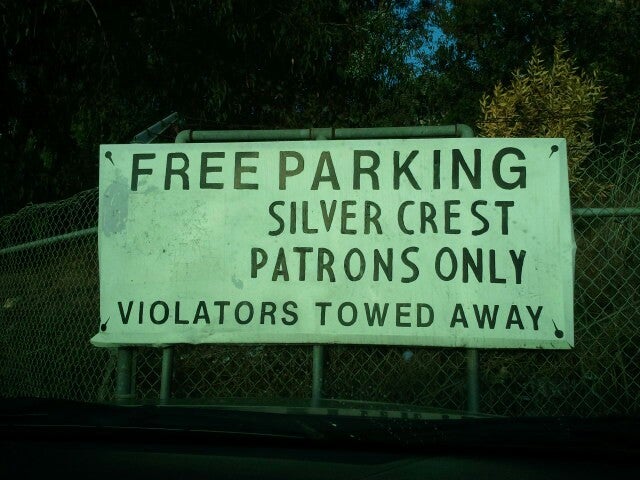 FREE PARKING
SILVER CREST
PATRONS ONLY
VIOLATORS TOWED AWAY